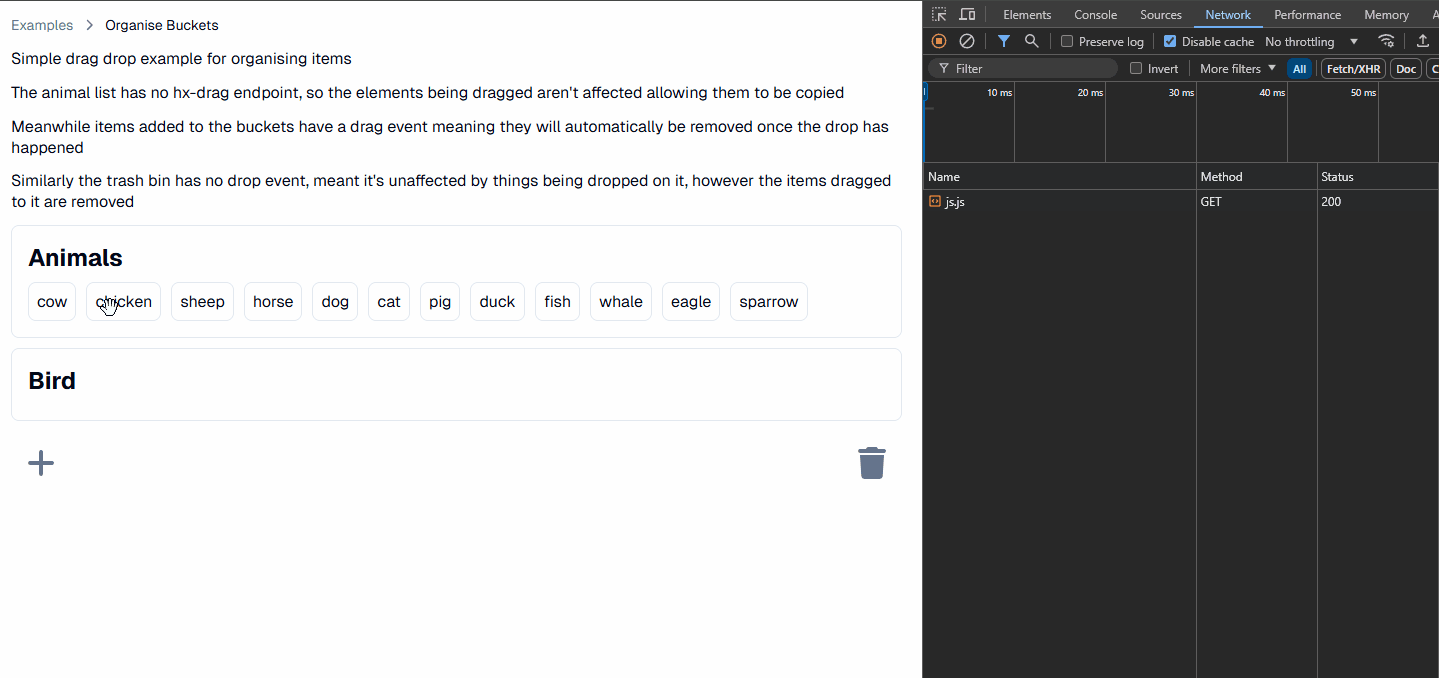 Examples > Organise Buckets
Simple drag drop example for organising items
The animal list has no hx-drag endpoint, so the elements being dragged aren't affected allowing them to be copied
Meanwhile items added to the buckets have a drag event meaning they will automatically be removed once the drop has
happened
Similarly the trash bin has no drop event, meant it's unaffected by things being dropped on it, however the items dragged
to it are removed
Animals
cow chicken sheep horse dog cat pig duck fish whale eagle sparrow
Bird
Elements Console Sources Network Performance Memory A
Preserve log Disable cache No throttling
Filter Invert More filters All Fetch/XHR Doc C
10 ms 20 ms 30 ms 40 ms 50 ms
Name Method Status
js.js GET 200